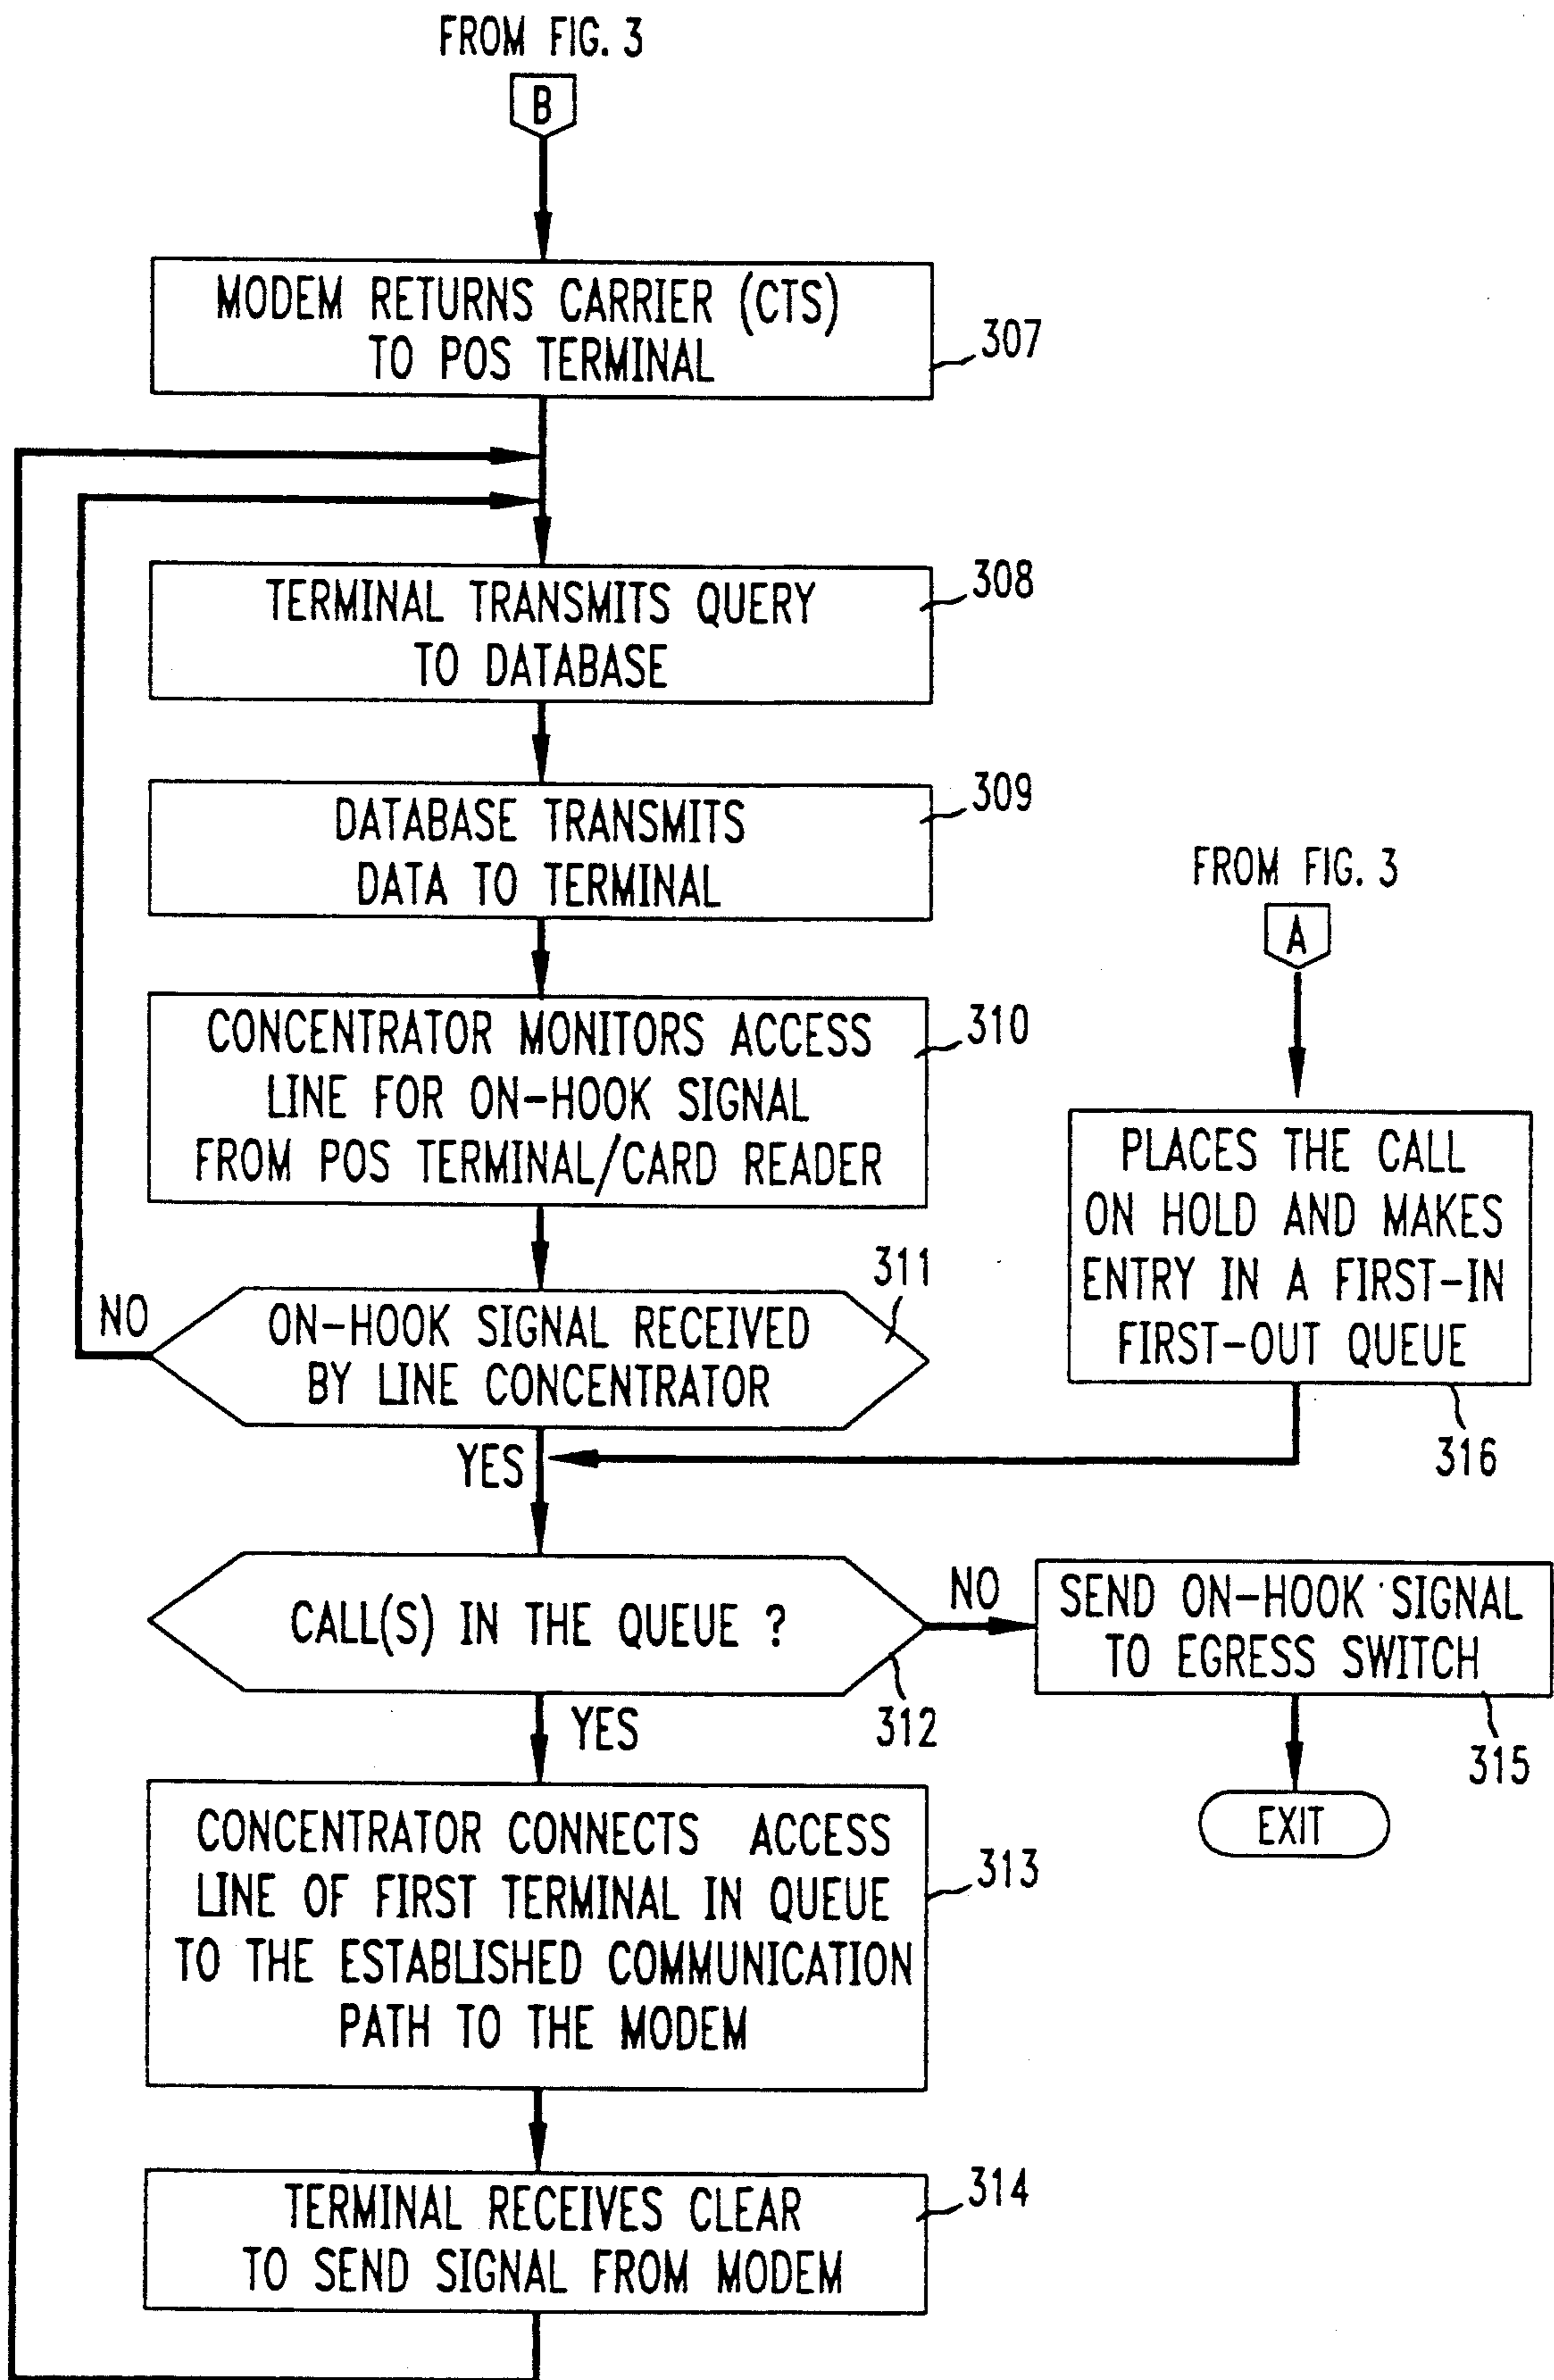 FROM FIG. 3
B
MODEM RETURNS CARRIER (CTS)
TO POS TERMINAL
307
TERMINAL TRANSMITS QUERY
TO DATABASE
308
DATABASE TRANSMITS
DATA TO TERMINAL
309
FROM FIG. 3
A
CONCENTRATOR MONITORS ACCESS
LINE FOR ON-HOOK SIGNAL
FROM POS TERMINAL/CARD READER
310
PLACES THE CALL
ON HOLD AND MAKES
ENTRY IN A FIRST-IN
FIRST-OUT QUEUE
316
ON-HOOK SIGNAL RECEIVED
BY LINE CONCENTRATOR
311
NO
YES
CALL(S) IN THE QUEUE ?
312
NO
SEND ON-HOOK SIGNAL
TO EGRESS SWITCH
315
EXIT
YES
CONCENTRATOR CONNECTS ACCESS
LINE OF FIRST TERMINAL IN QUEUE
TO THE ESTABLISHED COMMUNICATION
PATH TO THE MODEM
313
TERMINAL RECEIVES CLEAR
TO SEND SIGNAL FROM MODEM
314